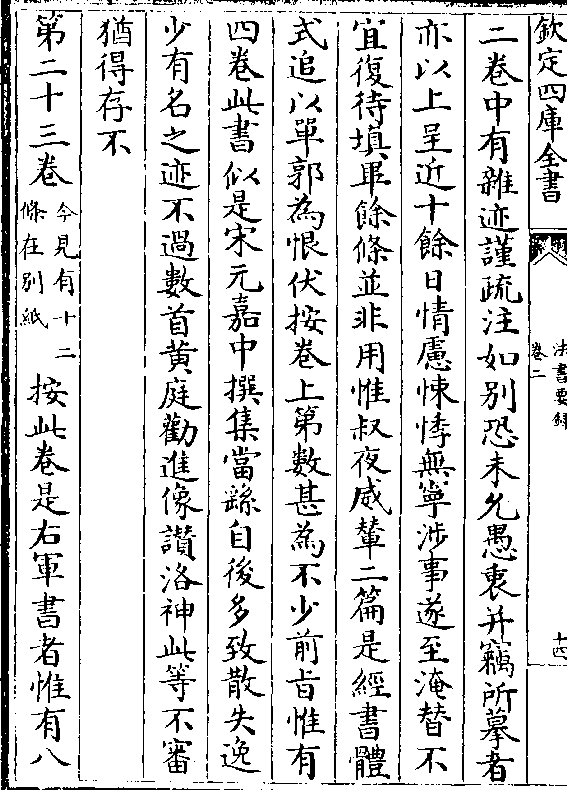 欽定四庫全書
法書要録
卷二
十四
二卷中有雜迹謹疏注如别恐未允愚衷并竊所摹者
亦以上呈近十餘日情慮悚悸無寧涉事遂至淹替不
宜復待填畢餘條並非用惟叔夜威輦二篇是經書體
式追以單郭為恨伏按卷上第數甚為不少前旨惟有
四卷此書似是宋元嘉中撰集當繇自後多致散失逸
少有名之迹不過數首黄庭勸進像讚洛神此等不審
猶得存不
第二十三卷今見有十二
條在别紙
按此卷是右軍書者惟有八